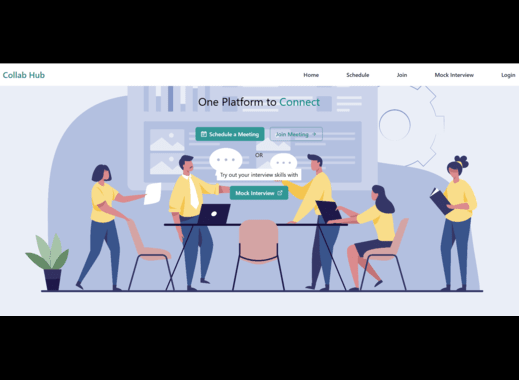 Collab Hub
Home Schedule Join Mock Interview Login
One Platform to Connect
Schedule a Meeting Join Meeting
OR
Try out your interview skills with
Mock Interview